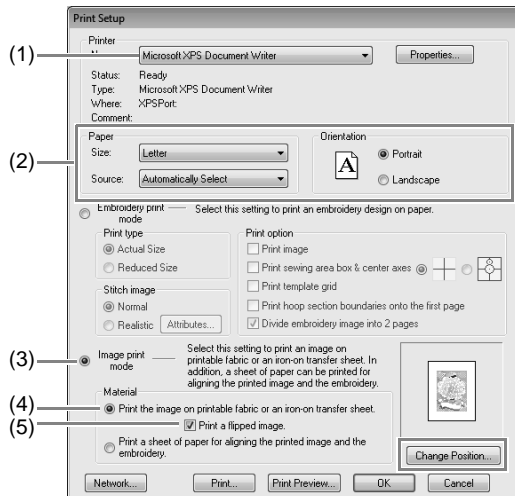 Print Setup
Printer
(1)
Microsoft XPS Document Writer
Properties...
Status: Ready
Type: Microsoft XPS Document Writer
Where: XPSPort:
Comment:
(2)
Paper
Size: Letter
Source: Automatically Select
Orientation
A
Portrait
Landscape
Embroidery print mode
Select this setting to print an embroidery design on paper.
Print type
Actual Size
Reduced Size
Stitch image
Normal
Realistic Attributes...
Print option
Print image
Print sewing area box & center axes
Print template grid
Print hoop section boundaries onto the first page
Divide embroidery image into 2 pages
(3)
Image print
mode
Select this setting to print an image on
printable fabric or an iron-on transfer sheet. In
addition, a sheet of paper can be printed for
aligning the printed image and the embroidery.
Material
(4)
Print the image on printable fabric or an iron-on transfer sheet.
(5)
Print a flipped image.
Print a sheet of paper for aligning the printed image and the
embroidery.
Change Position...
Network... Print... Print Preview... OK Cancel